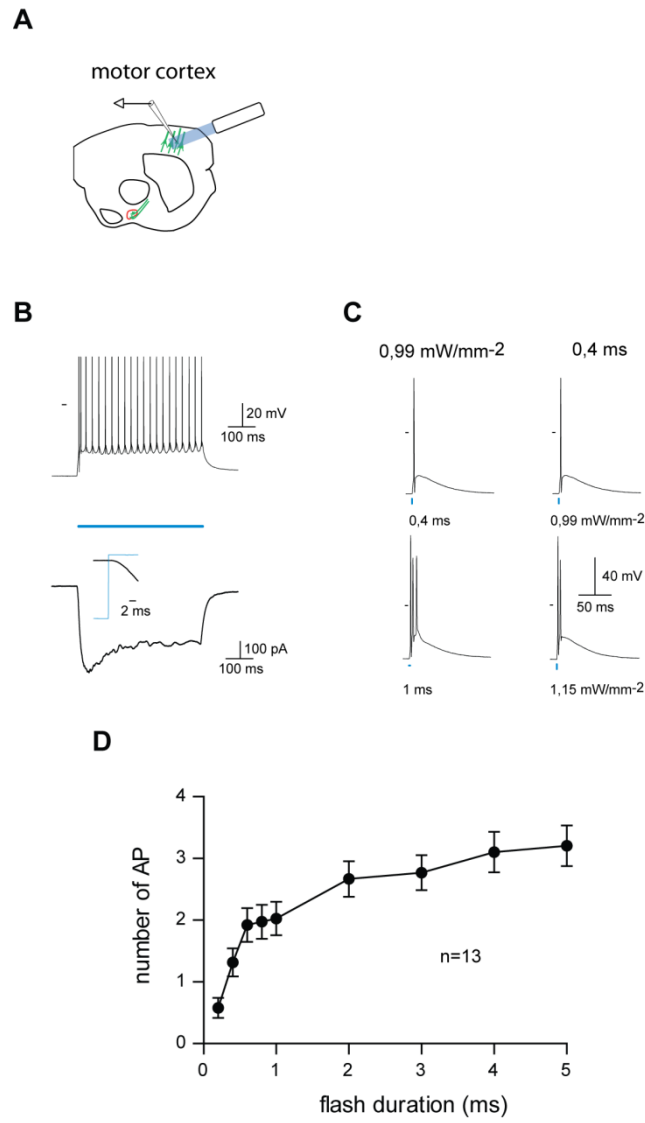 A
motor cortex
B
20 mV
100 ms
2 ms
100 pA
100 ms
C
0,99 mW/mm-2
0,4 ms
0,4 ms
0,99 mW/mm-2
40 mV
50 ms
1 ms
1,15 mW/mm-2
D
4
3
2
1
0
number of AP
n=13
0 1 2 3 4 5
flash duration (ms)